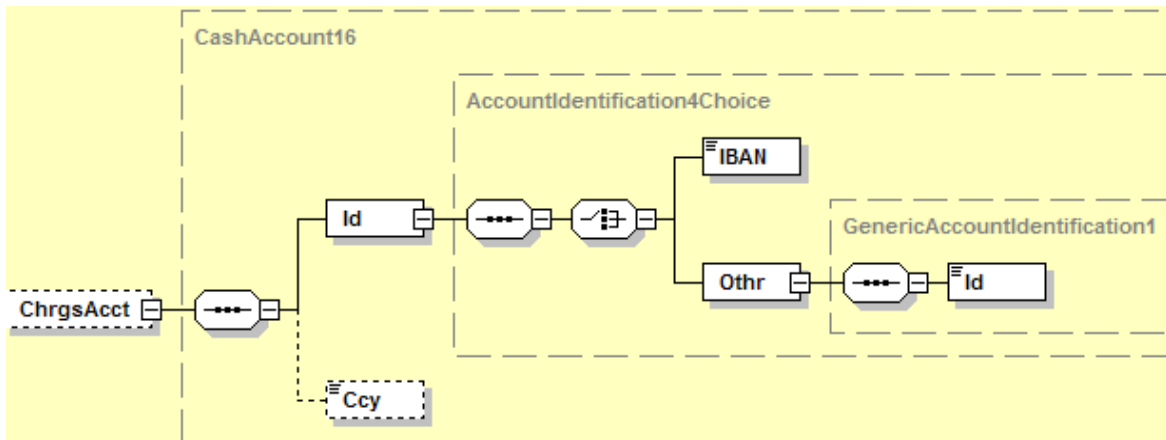 CashAccount16
AccountIdentification4Choice
IBAN
Id
GenericAccountIdentification1
Othr
Id
ChrgsAcct
Ccy